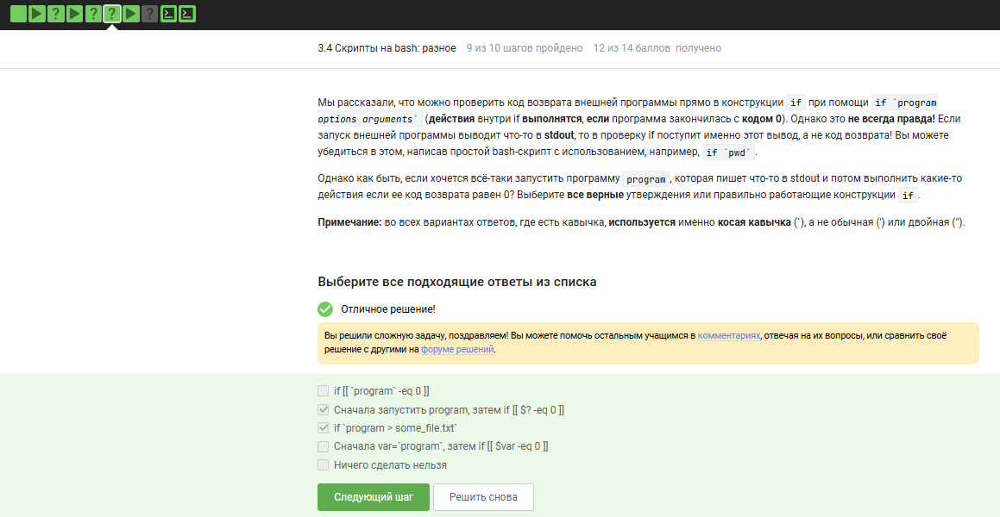 3.4 Скрипты на bash: разное 9 из 10 шагов пройдено 12 из 14 баллов получено
Мы рассказали, что можно проверить код возврата внешней программы прямо в конструкции if при помощи if `program
options arguments` (действия внутри if выполнятся, если программа закончилась с кодом 0). Однако это не всегда правда! Если
запуск внешней программы выводит что-то в stdout, то в проверку if поступит именно этот вывод, а не код возврата! Вы можете
убедиться в этом, написав простой bash-скрипт с использованием, например, if `pwd`.
Однако как быть, если хочется всё-таки запустить программу program, которая пишет что-то в stdout и потом выполнить какие-то
действия если ее код возврата равен 0? Выберите все верные утверждения или правильно работающие конструкции if.
Примечание: во всех вариантах ответов, где есть кавычка, используется именно косая кавычка (`), а не обычная (') или двойная (").
Выберите все подходящие ответы из списка
Отличное решение!
Вы решили сложную задачу, поздравляем! Вы можете помочь остальным учащимся в комментариях, отвечая на их вопросы, или сравнить своё
решение с другими на форуме решений.
if [[ `program` -eq 0 ]]
Сначала запустить program, затем if [[ $? -eq 0 ]]
if `program > some_file.txt`
Сначала var=`program`, затем if [[ $var -eq 0 ]]
Ничего сделать нельзя
Следующий шаг Решить снова